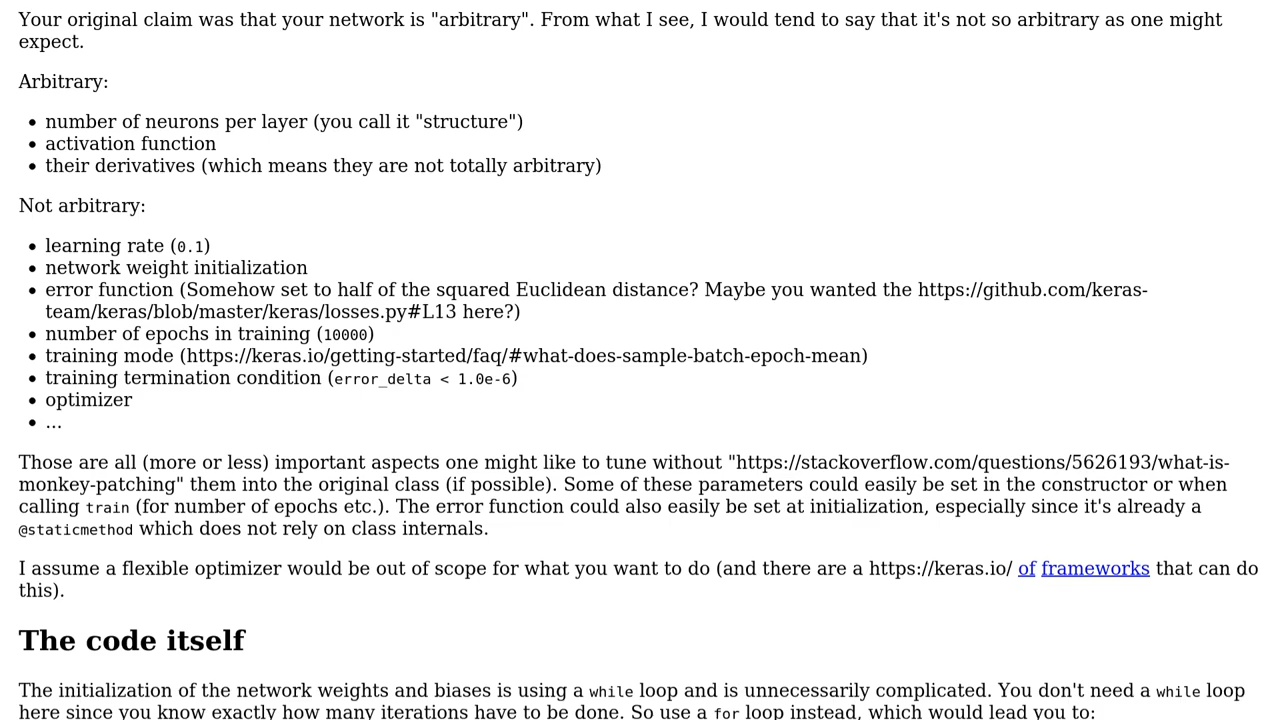 Your original claim was that your network is "arbitrary". From what I see, I would tend to say that it's not so arbitrary as one might
expect.
Arbitrary:
• number of neurons per layer (you call it "structure")
• activation function
• their derivatives (which means they are not totally arbitrary)
Not arbitrary:
• learning rate (0.1)
• network weight initialization
• error function (Somehow set to half of the squared Euclidean distance? Maybe you wanted the https://github.com/keras-
team/keras/blob/master/keras/losses.py#L13 here?)
• number of epochs in training (10000)
• training mode (https://keras.io/getting-started/faq/#what-does-sample-batch-epoch-mean)
• training termination condition (error_delta < 1.0e-6)
• optimizer
• ...
Those are all (more or less) important aspects one might like to tune without "https://stackoverflow.com/questions/5626193/what-is-
monkey-patching" them into the original class (if possible). Some of these parameters could easily be set in the constructor or when
calling train (for number of epochs etc.). The error function could also easily be set at initialization, especially since it's already a
@staticmethod which does not rely on class internals.
I assume a flexible optimizer would be out of scope for what you want to do (and there are a https://keras.io/ of frameworks that can do
this).
The code itself
The initialization of the network weights and biases is using a while loop and is unnecessarily complicated. You don't need a while loop
here since you know exactly how many iterations have to be done. So use a for loop instead, which would lead you to: